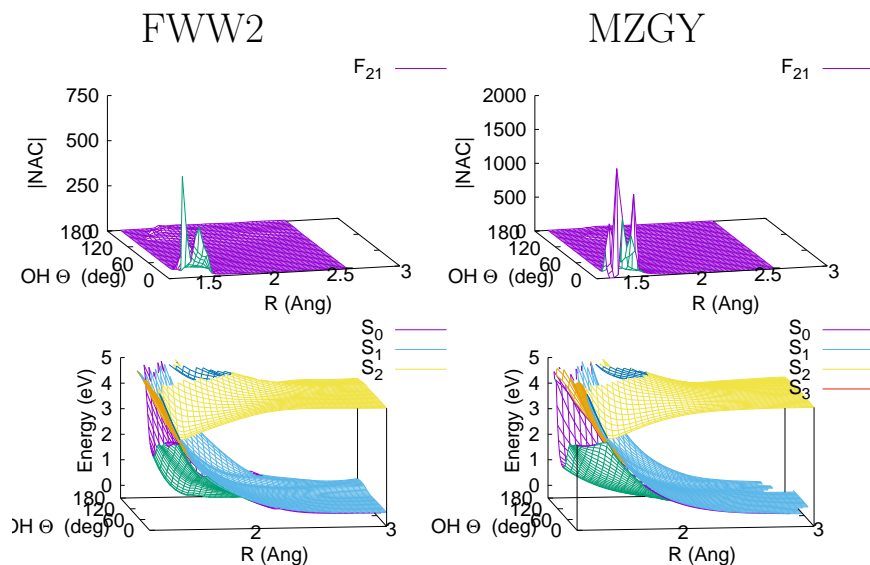 FWW2
MZGY
F21
750
500
250
0
|NAC|
180
120
60
0
OH Θ (deg)
1.5
2
2.5
3
R (Ang)
F21
2000
1500
1000
500
0
|NAC|
180
120
60
0
OH Θ (deg)
1.5
2
2.5
3
R (Ang)
S0
S1
S2
5
4
3
2
1
0
Energy (eV)
180
120
60
0
OH Θ (deg)
2
3
R (Ang)
S0
S1
S2
S3
5
4
3
2
1
0
Energy (eV)
180
120
60
0
OH Θ (deg)
2
3
R (Ang)